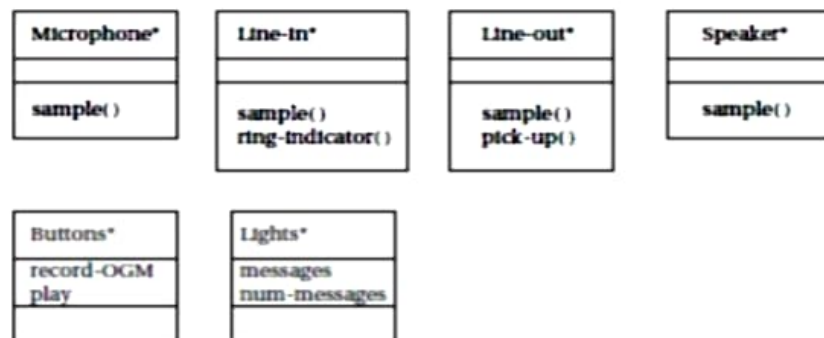 Microphone*
sample()
Line-in*
sample()
ring-indicator()
Line-out*
sample()
pick-up()
Speaker*
sample()
Buttons*
record-OGM
play
Lights*
messages
num-messages